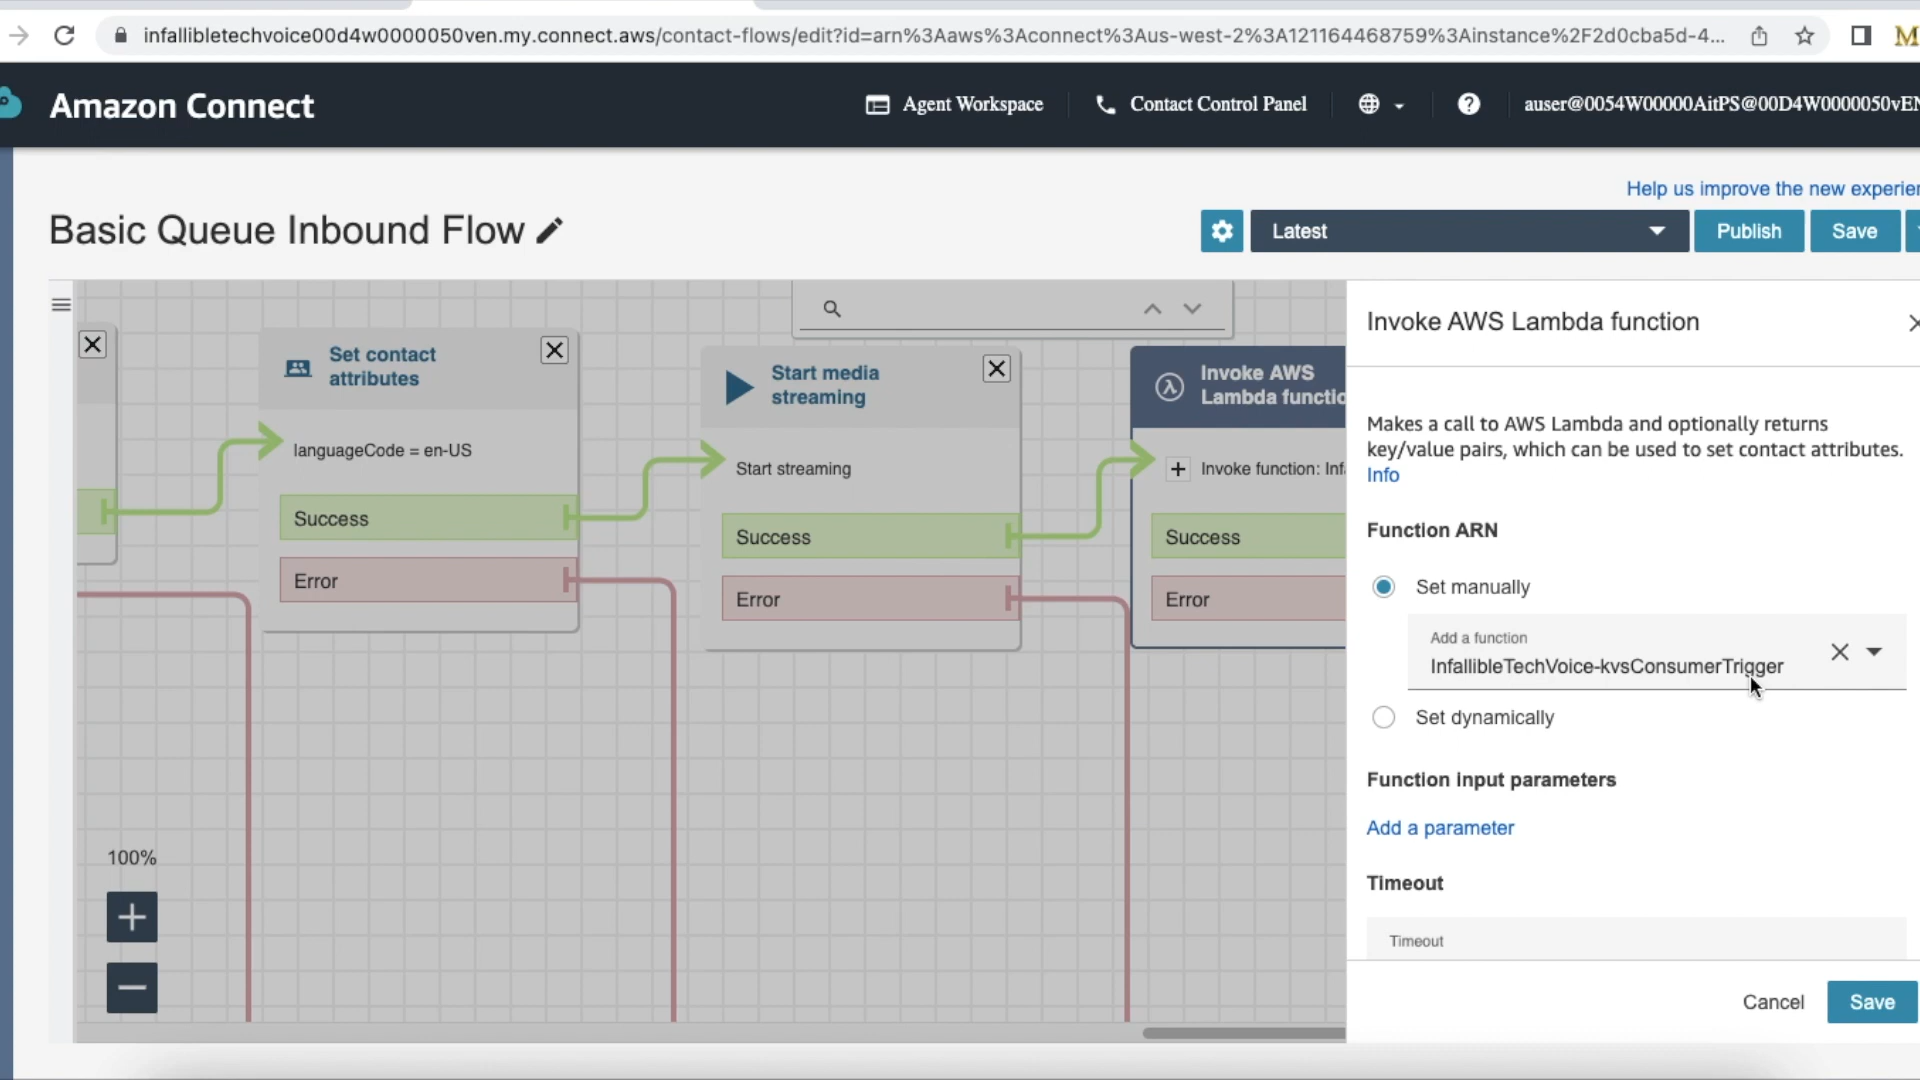 infallibletechvoice00d4w0000050ven.my.connect.aws/contact-flows/edit?id=arn%3Aaws%3Aconnect%3Aus-west-2%3A121164468759%3Ainstance%2F2d0cba5d-4...
Amazon Connect
Agent Workspace
Contact Control Panel
auser@0054W00000AitPS@00D4W0000050vEN
Help us improve the new experien
Basic Queue Inbound Flow
Latest
Publish
Save
Set contact
attributes
languageCode = en-US
Success
Error
Start media
streaming
Start streaming
Success
Error
Invoke AWS
Lambda functio
Invoke function: Inf
Success
Error
100%
Invoke AWS Lambda function
Makes a call to AWS Lambda and optionally returns
key/value pairs, which can be used to set contact attributes.
Info
Function ARN
Set manually
Add a function
InfallibleTechVoice-kvsConsumerTrigger
Set dynamically
Function input parameters
Add a parameter
Timeout
Timeout
Cancel
Save